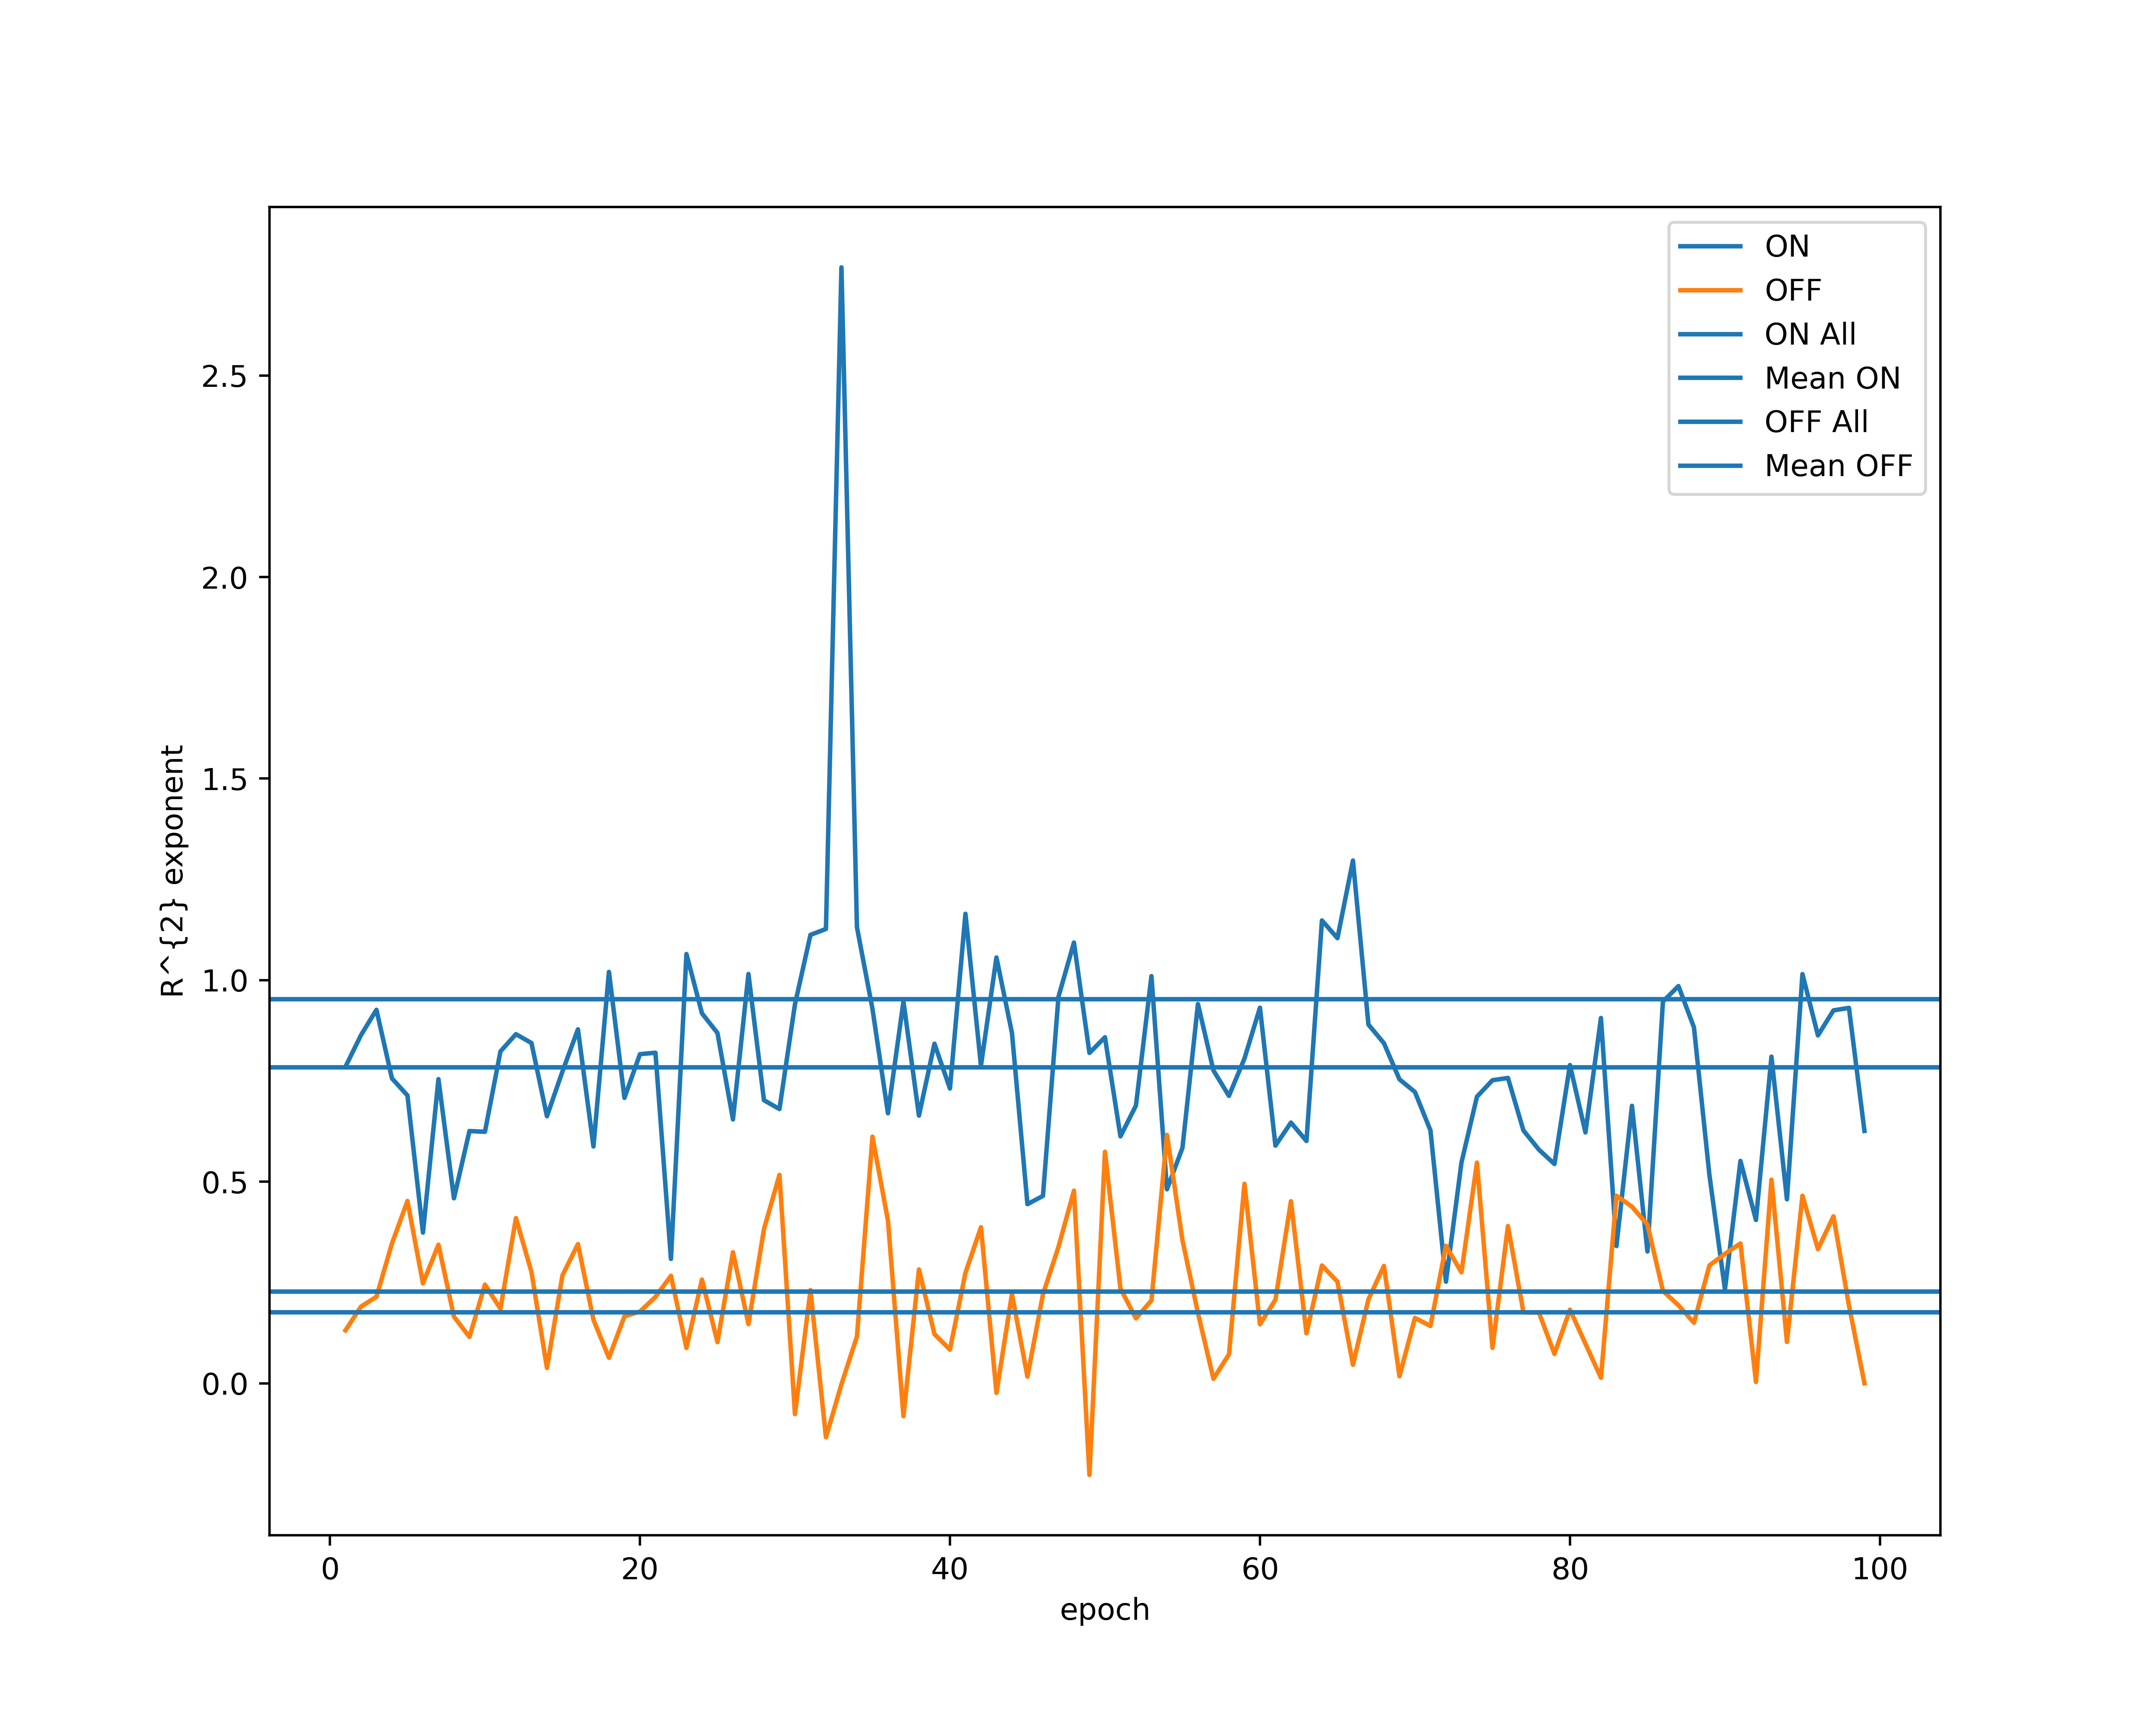 ON
OFF
ON All
Mean ON
OFF All
Mean OFF
R^{2} exponent
2.5
2.0
1.5
1.0
0.5
0.0
0 20 40 60 80 100
epoch